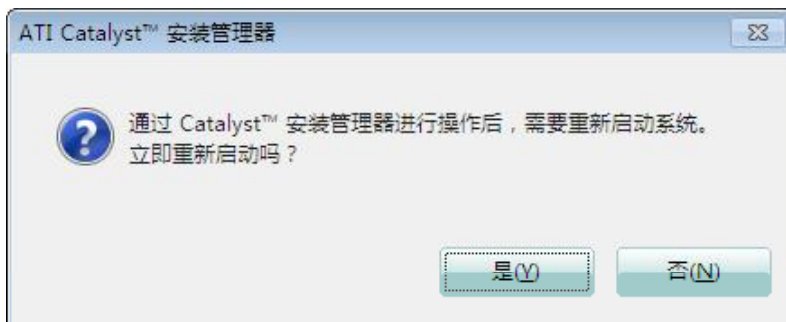 ATI Catalyst™ 安装管理器
通过 Catalyst™ 安装管理器进行操作后，需要重新启动系统。
立即重新启动吗？
是(Y) 否(N)